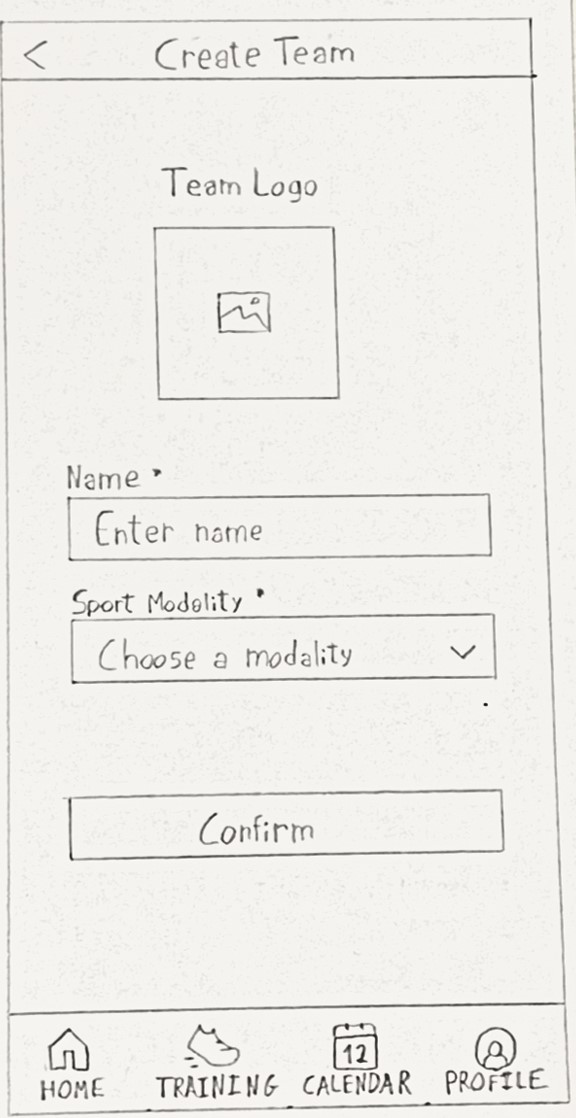 < Create Team
Team Logo
Name *
Enter name
Sport Modality *
Choose a modality
Confirm
12
HOME TRAINING CALENDAR PROFILE